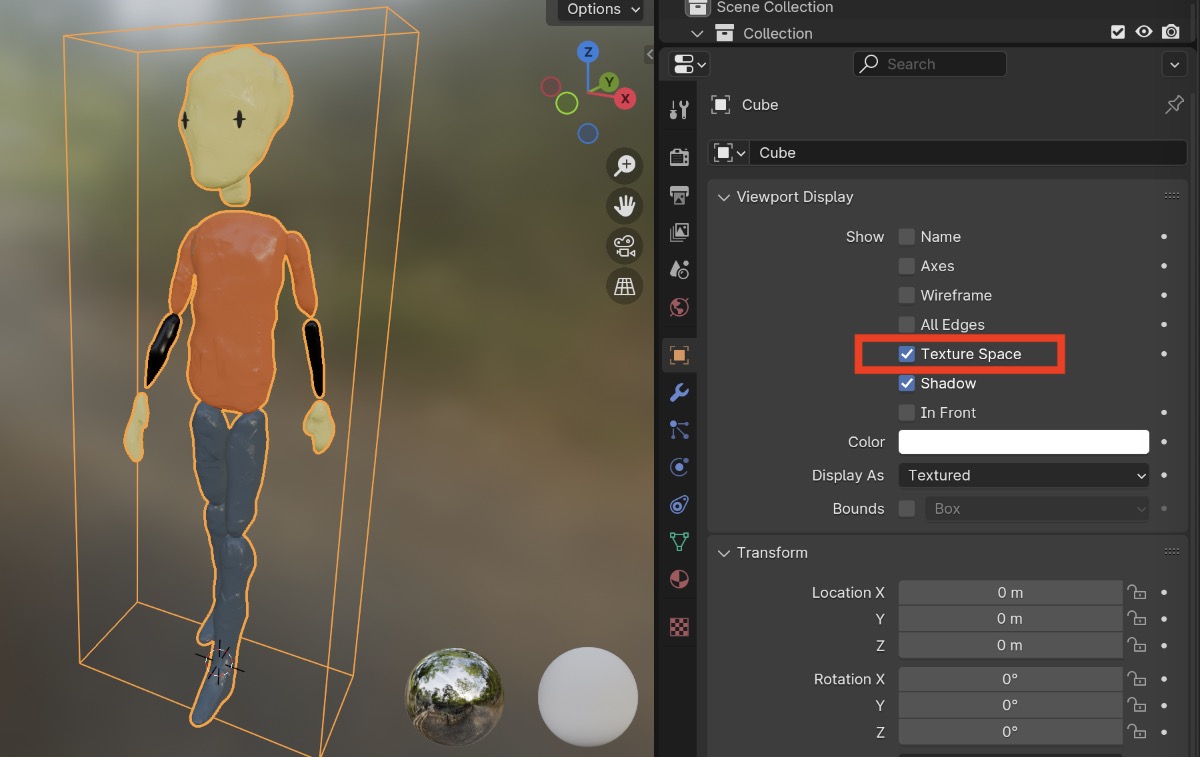 Options
Z
Y
X
Scene Collection
Collection
Search
Cube
Cube
Viewport Display
Show Name
Axes
Wireframe
All Edges
Texture Space
Shadow
In Front
Color
Display As Textured
Bounds Box
Transform
Location X 0 m
Y 0 m
Z 0 m
Rotation X 0°
Y 0°
Z 0°